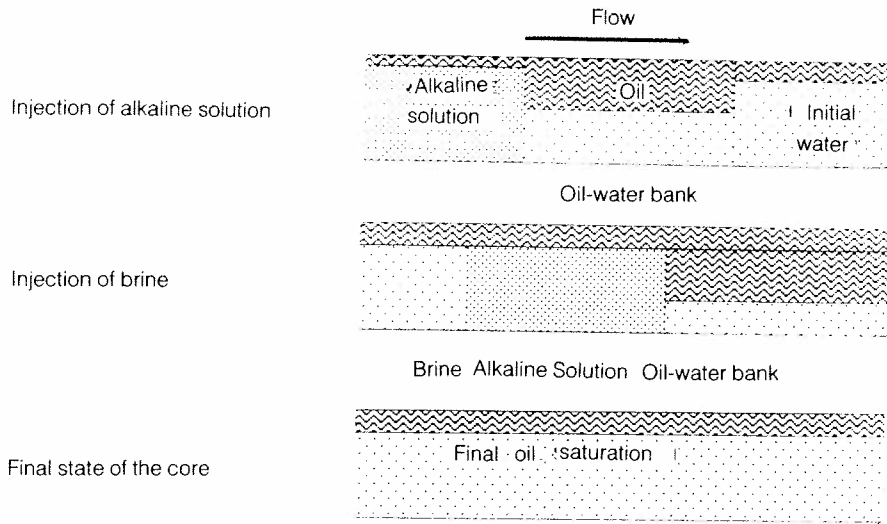 Flow
Injection of alkaline solution
Alkaline
solution
Oil
Initial
water
Oil-water bank
Injection of brine
Brine Alkaline Solution Oil-water bank
Final state of the core
Final oil saturation